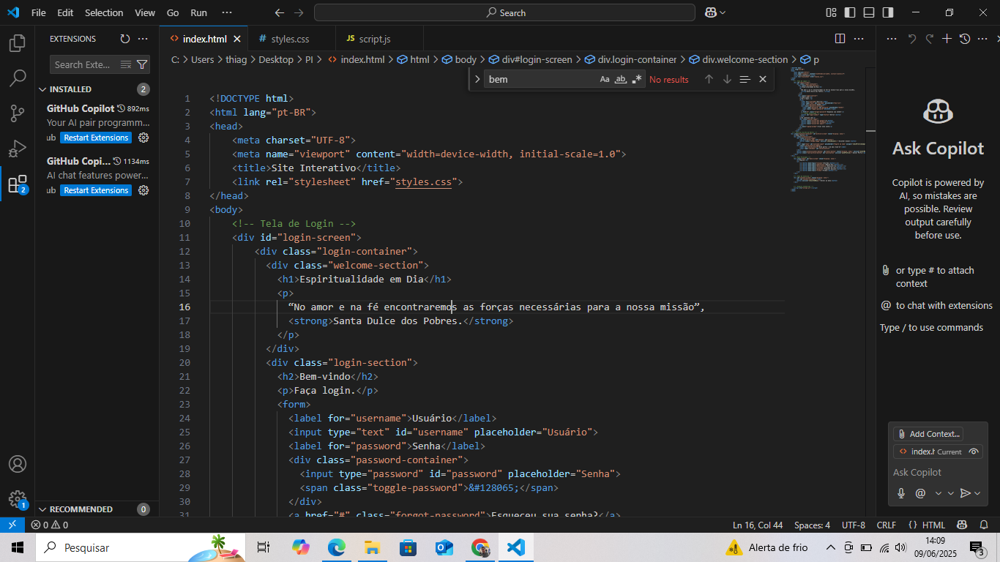 File Edit Selection View Go Run ··· Search
EXTENSIONS
index.html
# styles.css
JS script.js
Search Exte...
C: > Users > thiag > Desktop > PI > index.html > html > body > div#login-screen > div.login-container > div.welcome-section > p
bem Aa ab No results
INSTALLED 2
GitHub Copilot 892ms
Your AI pair programm...
ub Restart Extensions
GitHub Copi... 1134ms
AI chat features power...
ub Restart Extensions
2
RECOMMENDED 0
1
1 <!DOCTYPE html>
2 <html lang="pt-BR">
3 <head>
4 <meta charset="UTF-8">
5 <meta name="viewport" content="width=device-width, initial-scale=1.0">
6 <title>Site Interativo</title>
7 <link rel="stylesheet" href="styles.css">
8 </head>
9 <body>
10 <!-- Tela de Login -->
11 <div id="login-screen">
12 <div class="login-container">
13 <div class="welcome-section">
14 <h1>Espiritualidade em Dia</h1>
15 <p>
16 “No amor e na fé encontraremos as forças necessárias para a nossa missão”,
17 <strong>Santa Dulce dos Pobres.</strong>
18 </p>
19 </div>
20 <div class="login-section">
21 <h2>Bem-vindo</h2>
22 <p>Faça login.</p>
23 <form>
24 <label for="username">Usuário</label>
25 <input type="text" id="username" placeholder="Usuário">
26 <label for="password">Senha</label>
27 <div class="password-container">
28 <input type="password" id="password" placeholder="Senha">
29 <span class="toggle-password">&#128065;</span>
30 </div>
31 <a href="#" class="forgot-password">Esqueceu sua senha?</a>
Ask Copilot
Copilot is powered by
AI, so mistakes are
possible. Review
output carefully
before use.
or type # to attach
context
@ to chat with extensions
Type / to use commands
Add Context...
index.h Current
Ask Copilot
@
0 0 Ln 16, Col 44 Spaces: 4 UTF-8 CRLF {} HTML
Pesquisar
Alerta de frio
14:09
09/06/2025
3